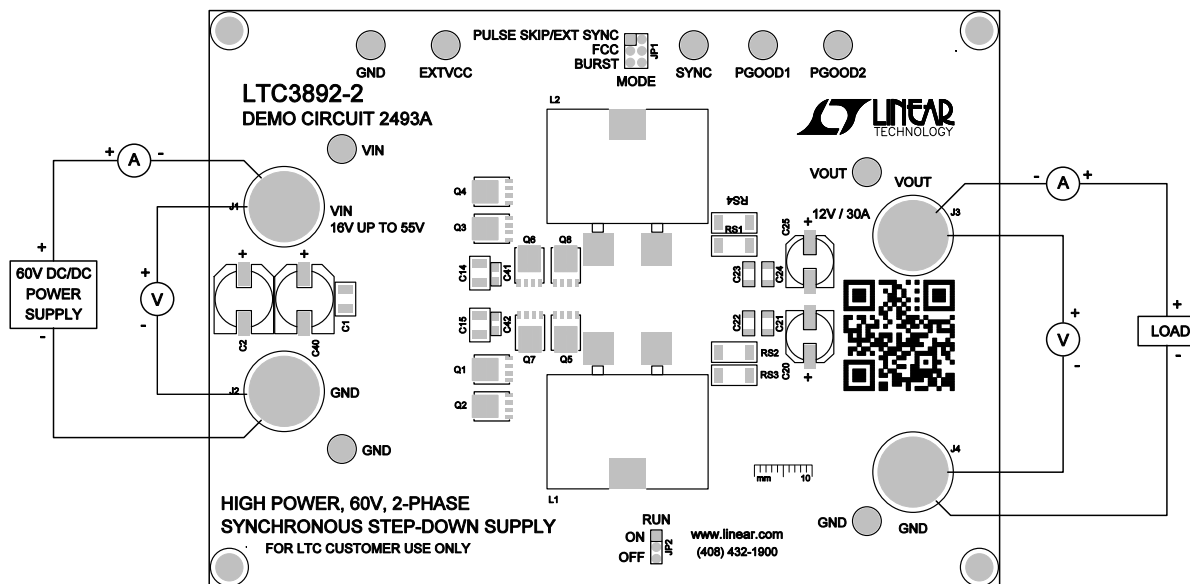 PULSE SKIP/EXT SYNC
FCC
BURST
JP1
MODE
GND
EXTVCC
SYNC
PGOOD1
PGOOD2
LTC3892-2
DEMO CIRCUIT 2493A
L2
LINEAR
TECHNOLOGY
+ A -
VIN
VOUT
VOUT
- A +
J1
VIN
16V UP TO 55V
Q4
Q3
RS4
RS1
12V / 30A
J3
C25
+
Q6
Q8
C14
C41
C23
C24
+
60V DC/DC
POWER
SUPPLY
-
+
V
-
+
+
C1
C2
C40
C15
C42
Q7
Q5
C22
C21
C20
+
RS2
RS3
+
V
-
+
LOAD
-
Q1
Q2
J2
GND
GND
L1
mm
10
J4
GND
GND
HIGH POWER, 60V, 2-PHASE
SYNCHRONOUS STEP-DOWN SUPPLY
FOR LTC CUSTOMER USE ONLY
RUN
ON
OFF
JP2
www.linear.com
(408) 432-1900